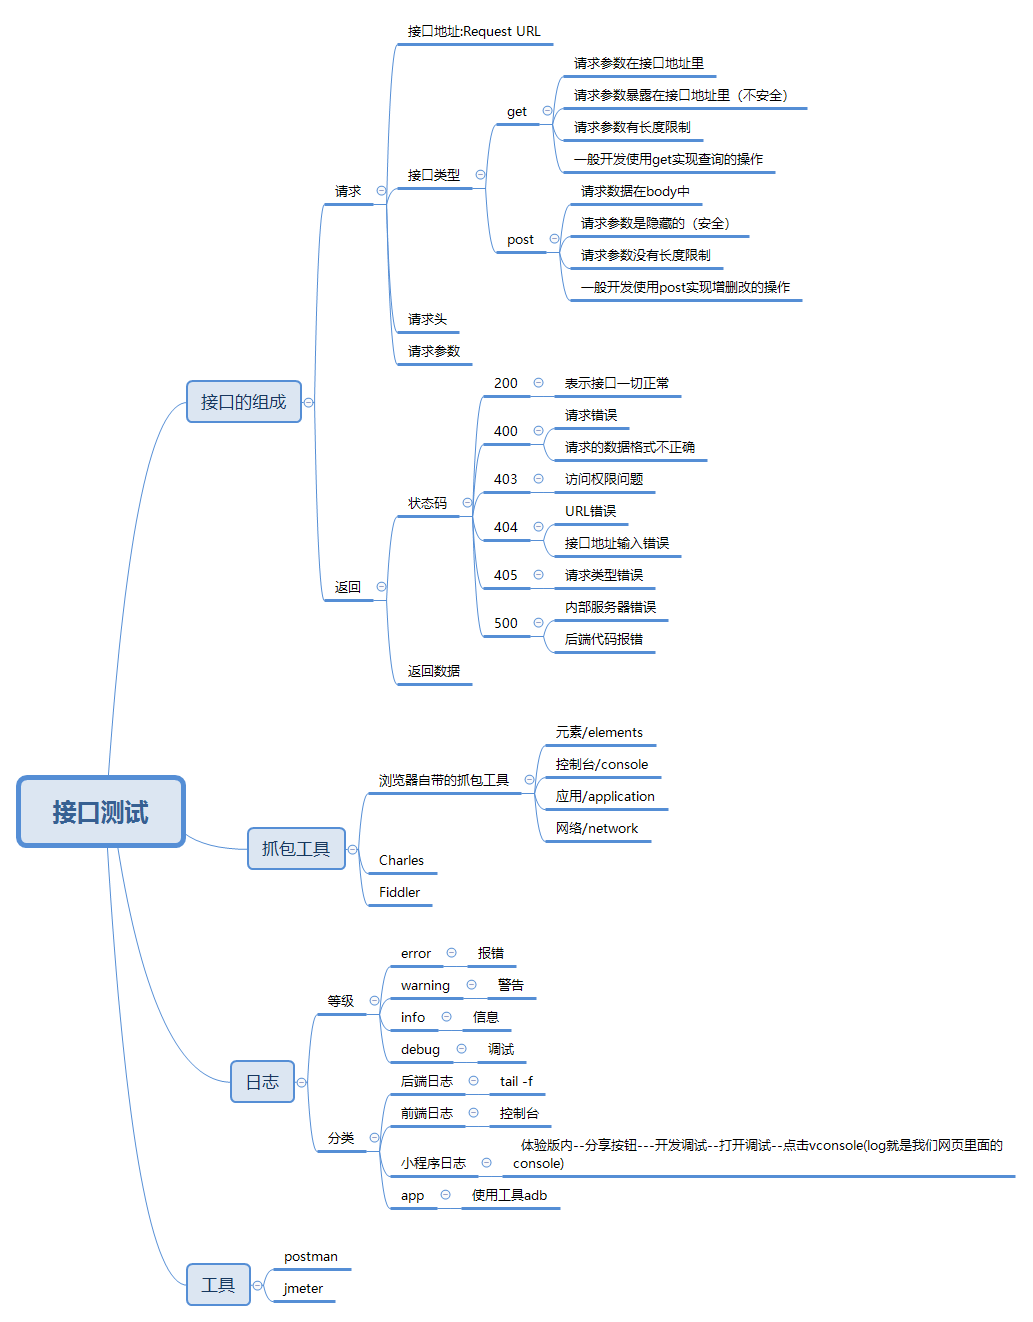 接口地址:Request URL
请求参数在接口地址里
请求参数暴露在接口地址里（不安全）
get
请求参数有长度限制
一般开发使用get实现查询的操作
接口类型
请求
请求数据在body中
请求参数是隐藏的（安全）
post
请求参数没有长度限制
一般开发使用post实现增删改的操作
请求头
请求参数
接口的组成
200
表示接口一切正常
400
请求错误
请求的数据格式不正确
403
访问权限问题
状态码
404
URL错误
接口地址输入错误
405
请求类型错误
返回
500
内部服务器错误
后端代码报错
返回数据
接口测试
元素/elements
浏览器自带的抓包工具
控制台/console
应用/application
网络/network
抓包工具
Charles
Fiddler
error
报错
warning
警告
等级
info
信息
debug
调试
日志
后端日志
tail -f
前端日志
控制台
分类
小程序日志
体验版内--分享按钮---开发调试--打开调试--点击vconsole(log就是我们网页里面的
console)
app
使用工具adb
工具
postman
jmeter